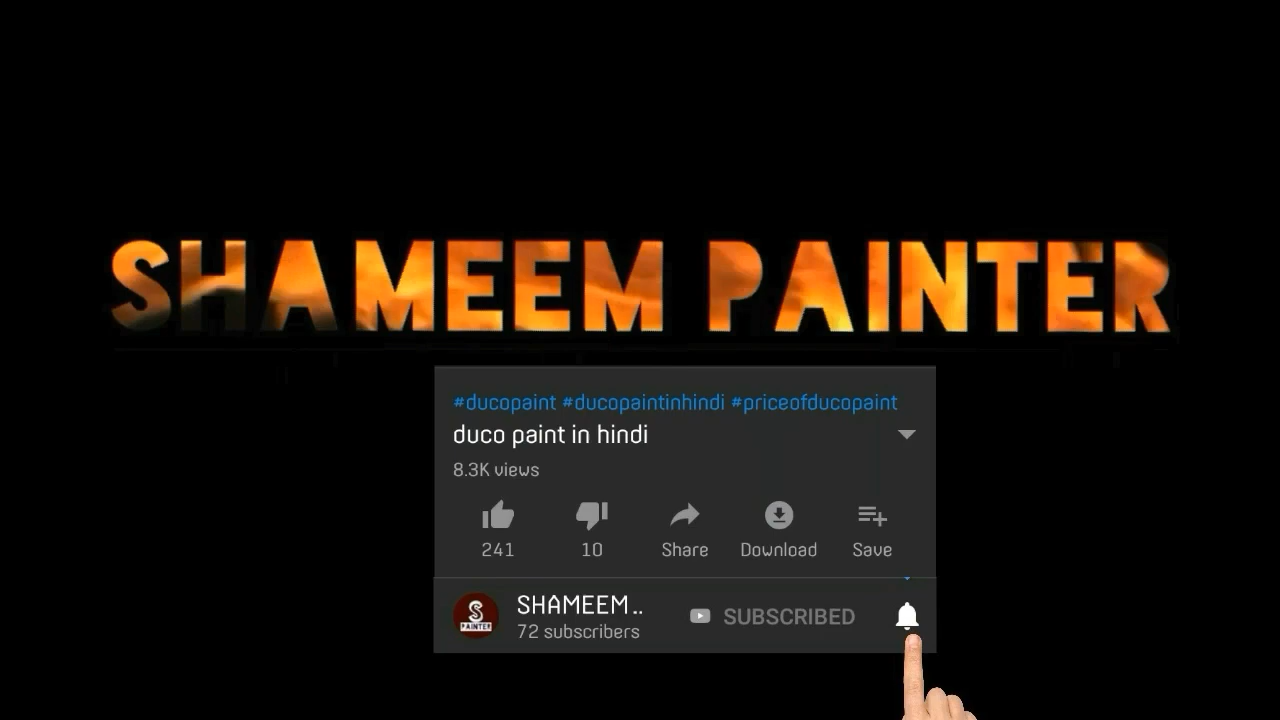 SHAMEEM PAINTER
#ducopaint #ducopaintinhindi #priceofducopaint
duco paint in hindi
8.3K views
241 10 Share Download Save
S
PAINTER
SHAMEEM..
SUBSCRIBED
72 subscribers